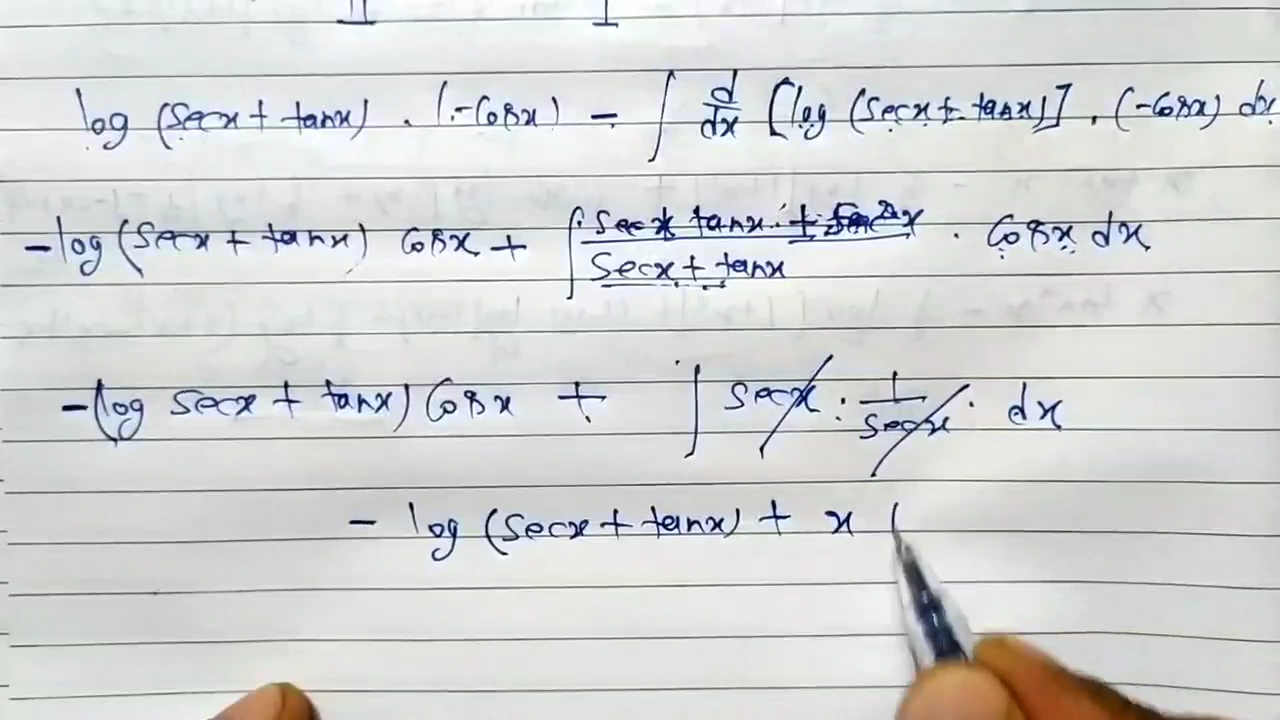 II I
log (secx + tanx) . (-cosx) - ∫ d/dx [log (secx + tanx)] . (-cosx) dx
-log (secx + tanx) cosx + ∫ secx tanx + sec²x / secx + tanx . cosx dx
-(log secx + tanx) cosx + ∫ secx . 1/secx . dx
- log (secx + tanx) + x (